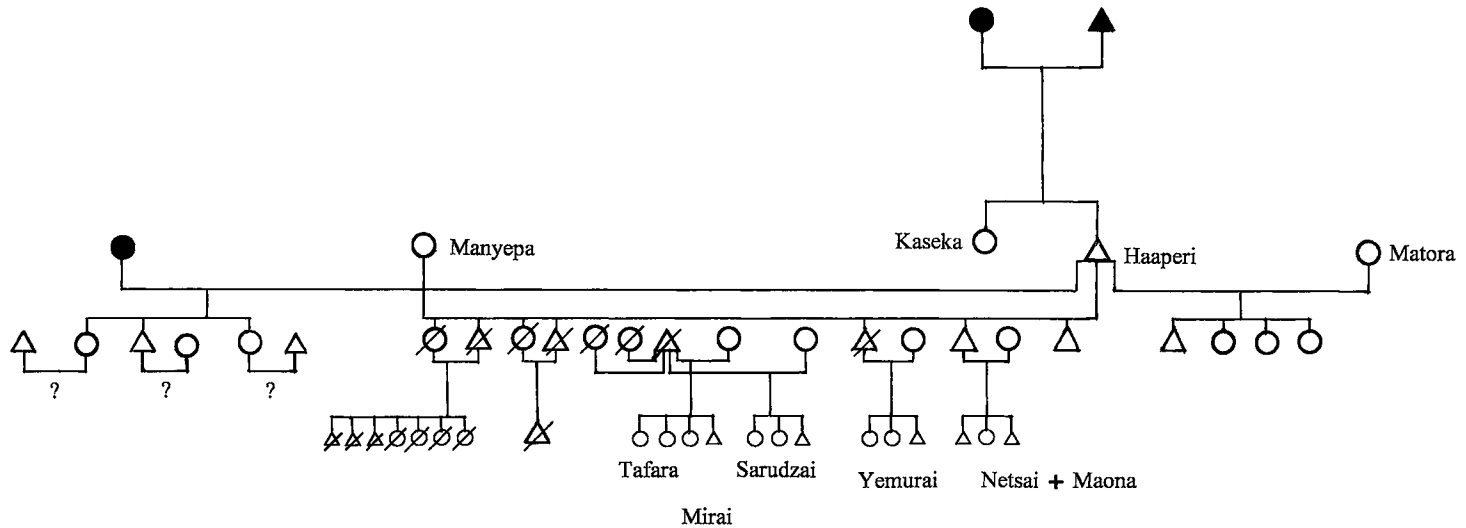 Kaseka
Haaperi
Manyepa
Matora
? ? ?
Tafara Sarudzai Yemurai Netsai + Maona
Mirai